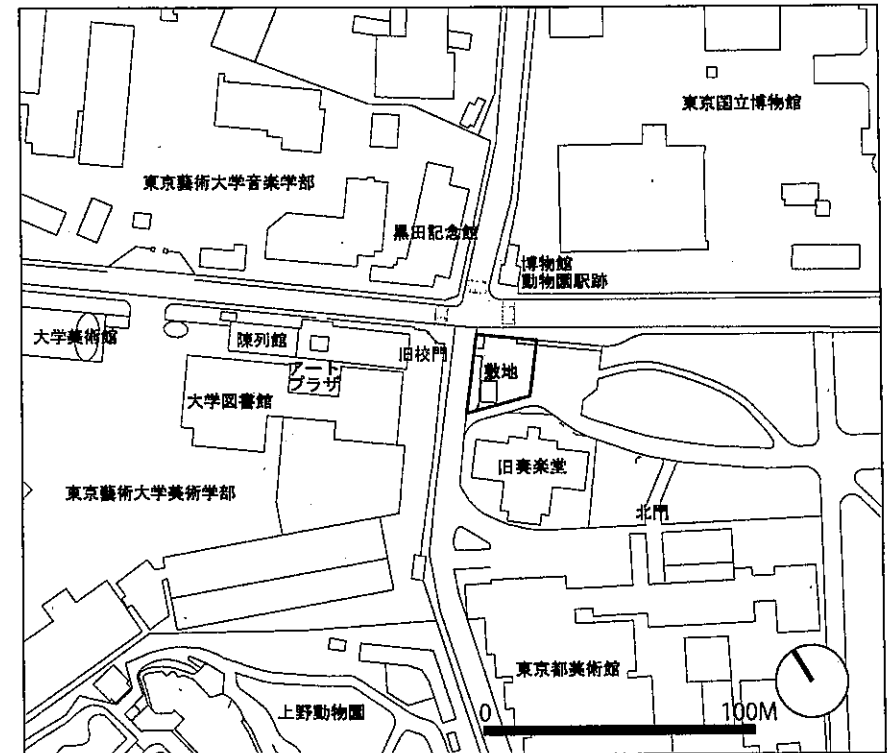 東京国立博物館
東京藝術大学音楽学部
黒田記念館
博物館
動物園駅跡
大学美術館
陳列館
旧校門
敷地
アート
プラザ
大学図書館
旧奏楽堂
東京藝術大学美術学部
北門
東京都美術館
上野動物園
0
100M